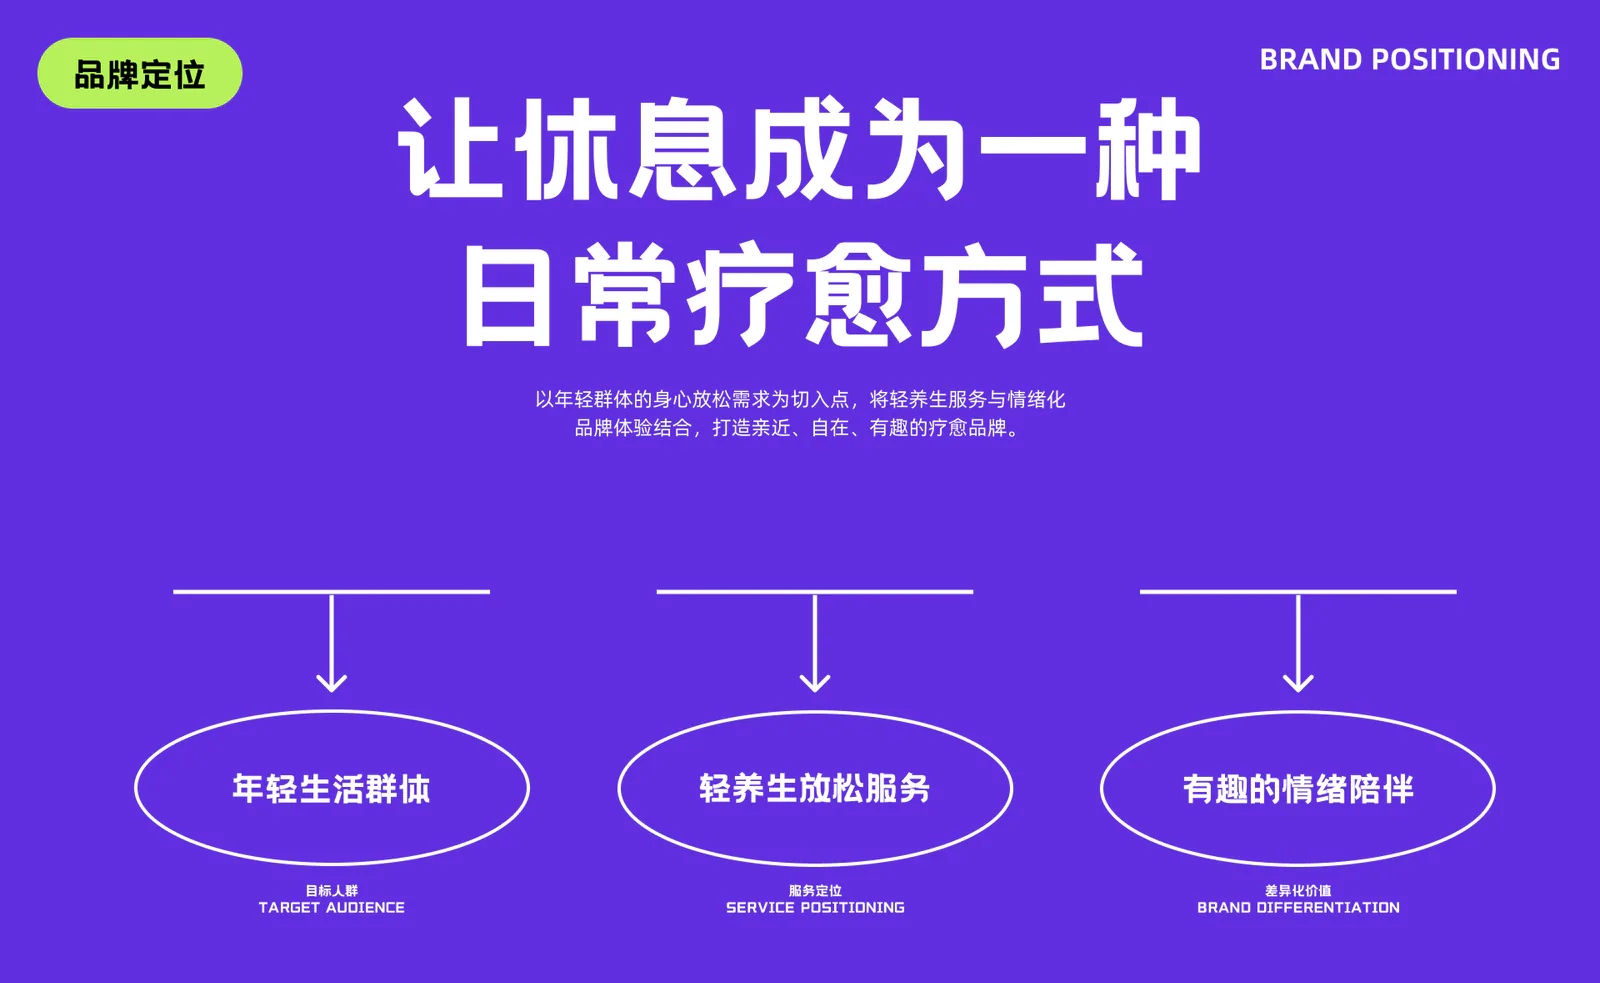 品牌定位
BRAND POSITIONING
让休息成为一种
日常疗愈方式
以年轻群体的身心放松需求为切入点，将轻养生服务与情绪化
品牌体验结合，打造亲近、自在、有趣的疗愈品牌。
年轻生活群体
目标人群
TARGET AUDIENCE
轻养生放松服务
服务定位
SERVICE POSITIONING
有趣的情绪陪伴
差异化价值
BRAND DIFFERENTIATION